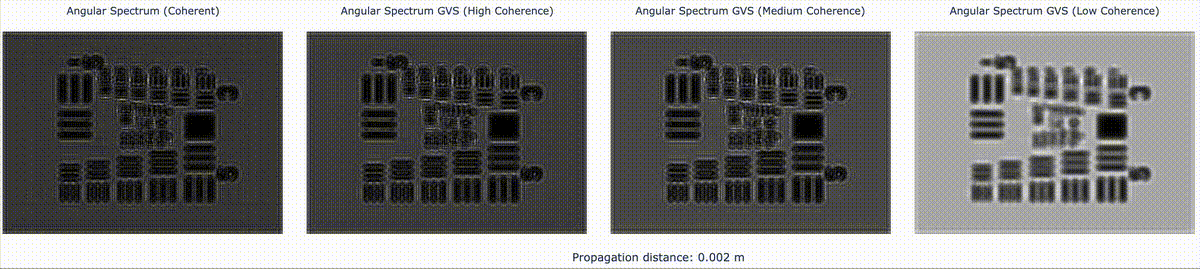 Angular Spectrum (Coherent)
Angular Spectrum GVS (High Coherence)
Angular Spectrum GVS (Medium Coherence)
Angular Spectrum GVS (Low Coherence)
Propagation distance: 0.002 m